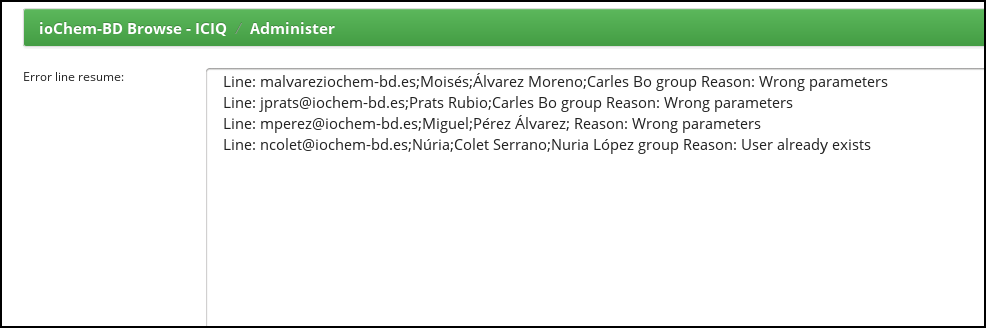 ioChem-BD Browse - ICIQ / Administer
Error line resume:
Line: malvareziochem-bd.es;Moisés;Álvarez Moreno;Carles Bo group Reason: Wrong parameters
Line: jprats@iochem-bd.es;Prats Rubio;Carles Bo group Reason: Wrong parameters
Line: mperez@iochem-bd.es;Miguel;Pérez Álvarez; Reason: Wrong parameters
Line: ncolet@iochem-bd.es;Núria;Colet Serrano;Nuria López group Reason: User already exists